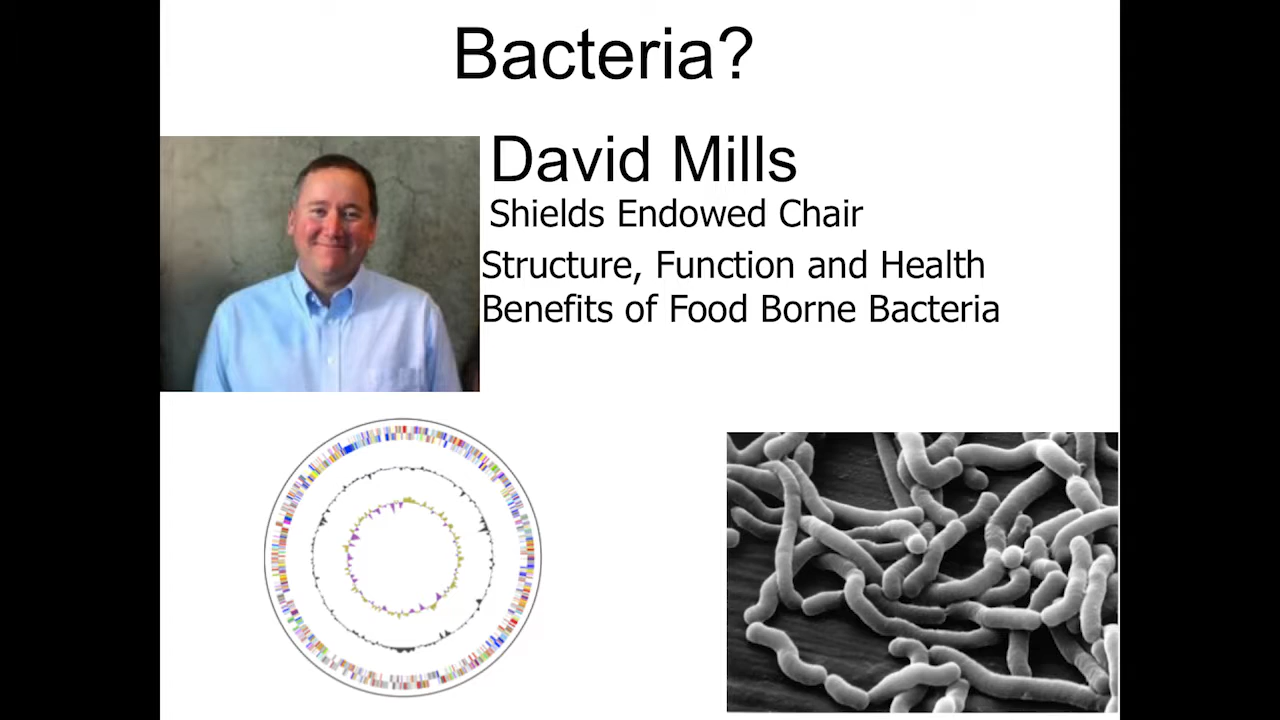 Bacteria?
David Mills
Shields Endowed Chair
Structure, Function and Health
Benefits of Food Borne Bacteria